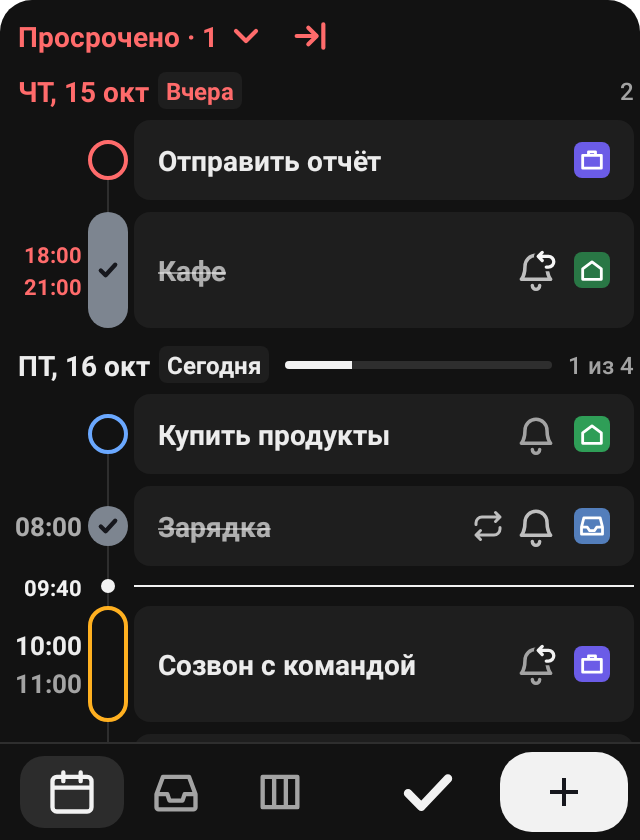 Просрочено · 1
ЧТ, 15 окт Вчера 2
Отправить отчёт
18:00
21:00
Кафе
ПТ, 16 окт Сегодня 1 из 4
Купить продукты
08:00 Зарядка
09:40
10:00
11:00
Созвон с командой